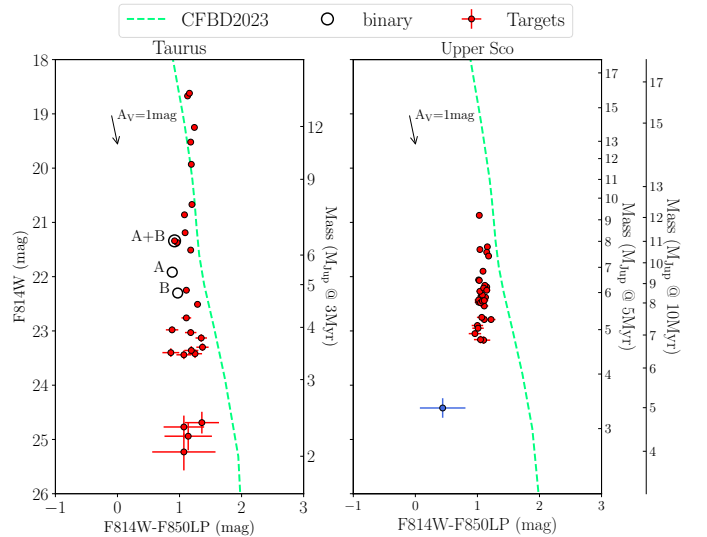 CFBD2023 binary Targets
Taurus
Upper Sco
F814W (mag)
18
19
20
21
22
23
24
25
26
A_V=1mag
A+B
A
B
−1 0 1 2 3
F814W-F850LP (mag)
12
9
6
5
4
3
2
Mass (M_Jup @ 3Myr)
A_V=1mag
−1 0 1 2 3
F814W-F850LP (mag)
17
15
13
12
10
9
8
7
6
5
4
3
Mass (M_Jup @ 5Myr)
17
15
13
12
11
10
9
8
7
6
5
4
Mass (M_Jup @ 10Myr)